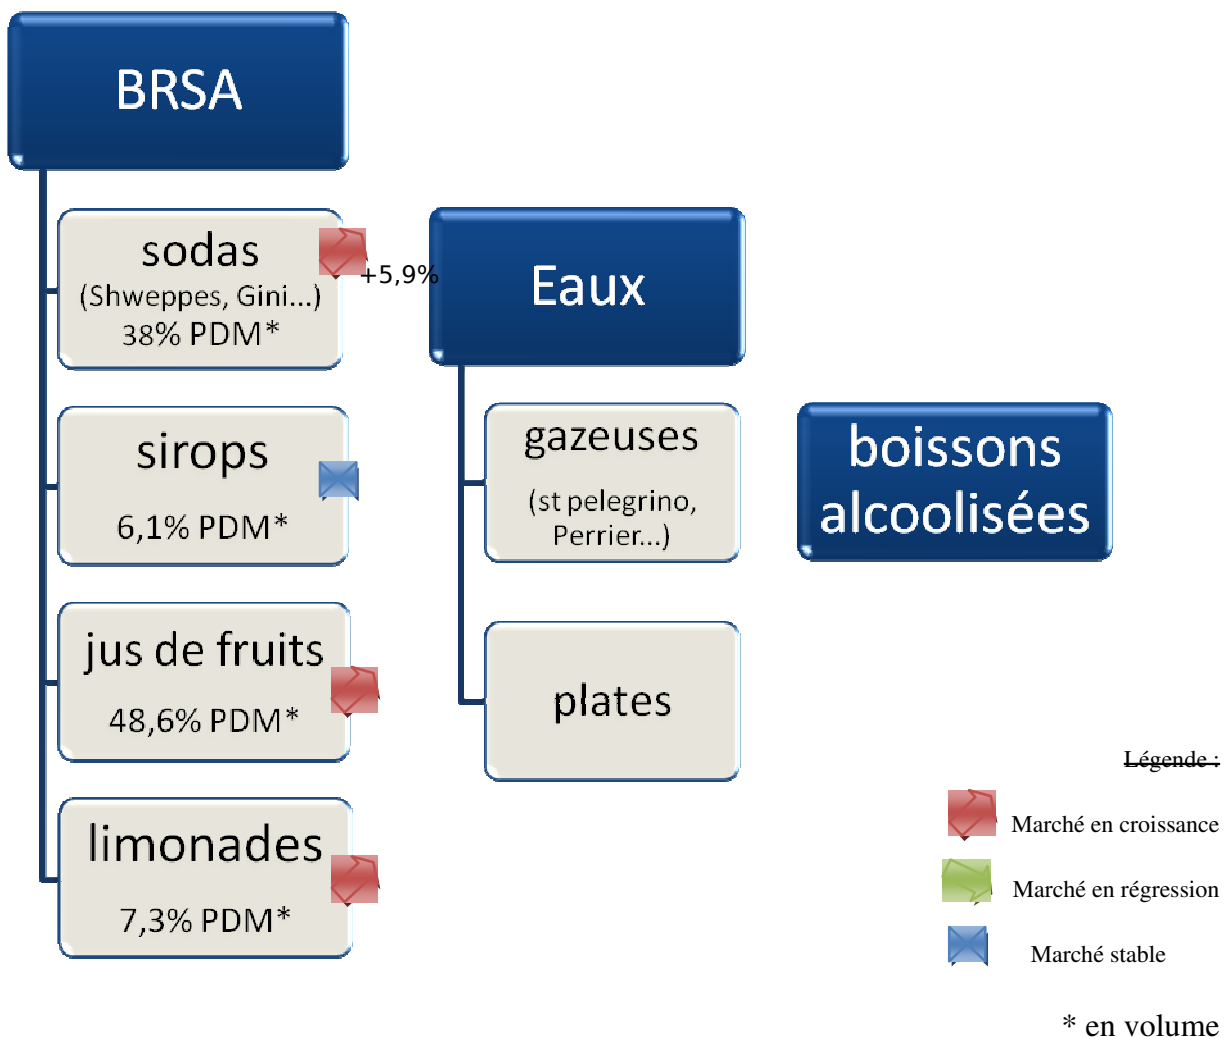 BRSA
sodas
(Shweppes, Gini...)
38% PDM*
+5,9%
sirops
6,1% PDM*
jus de fruits
48,6% PDM*
limonades
7,3% PDM*
Eaux
gazeuses
(st pelegrino,
Perrier...)
plates
boissons
alcoolisées
Légende :
Marché en croissance
Marché en régression
Marché stable
* en volume